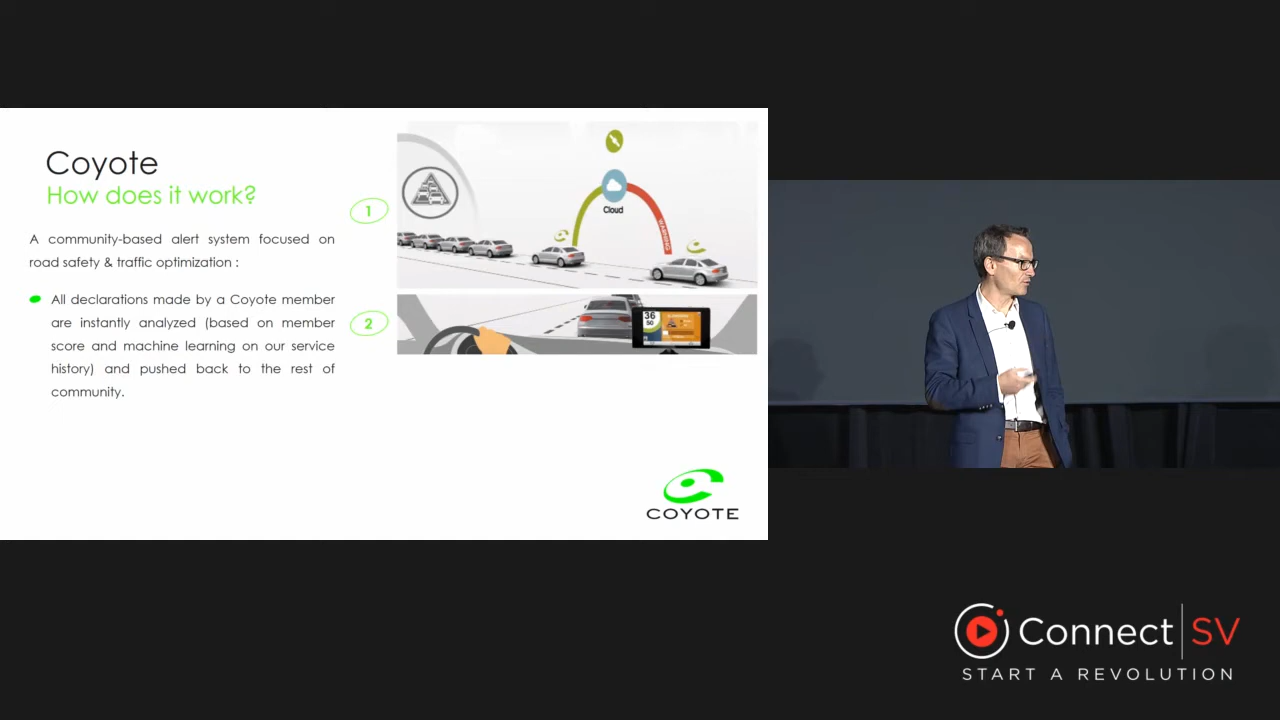 Coyote
How does it work?
A community-based alert system focused on
road safety & traffic optimization :
All declarations made by a Coyote member
are instantly analyzed (based on member
score and machine learning on our service
history) and pushed back to the rest of
community.
1
Cloud
2
36
50
COYOTE
Connect SV
START A REVOLUTION